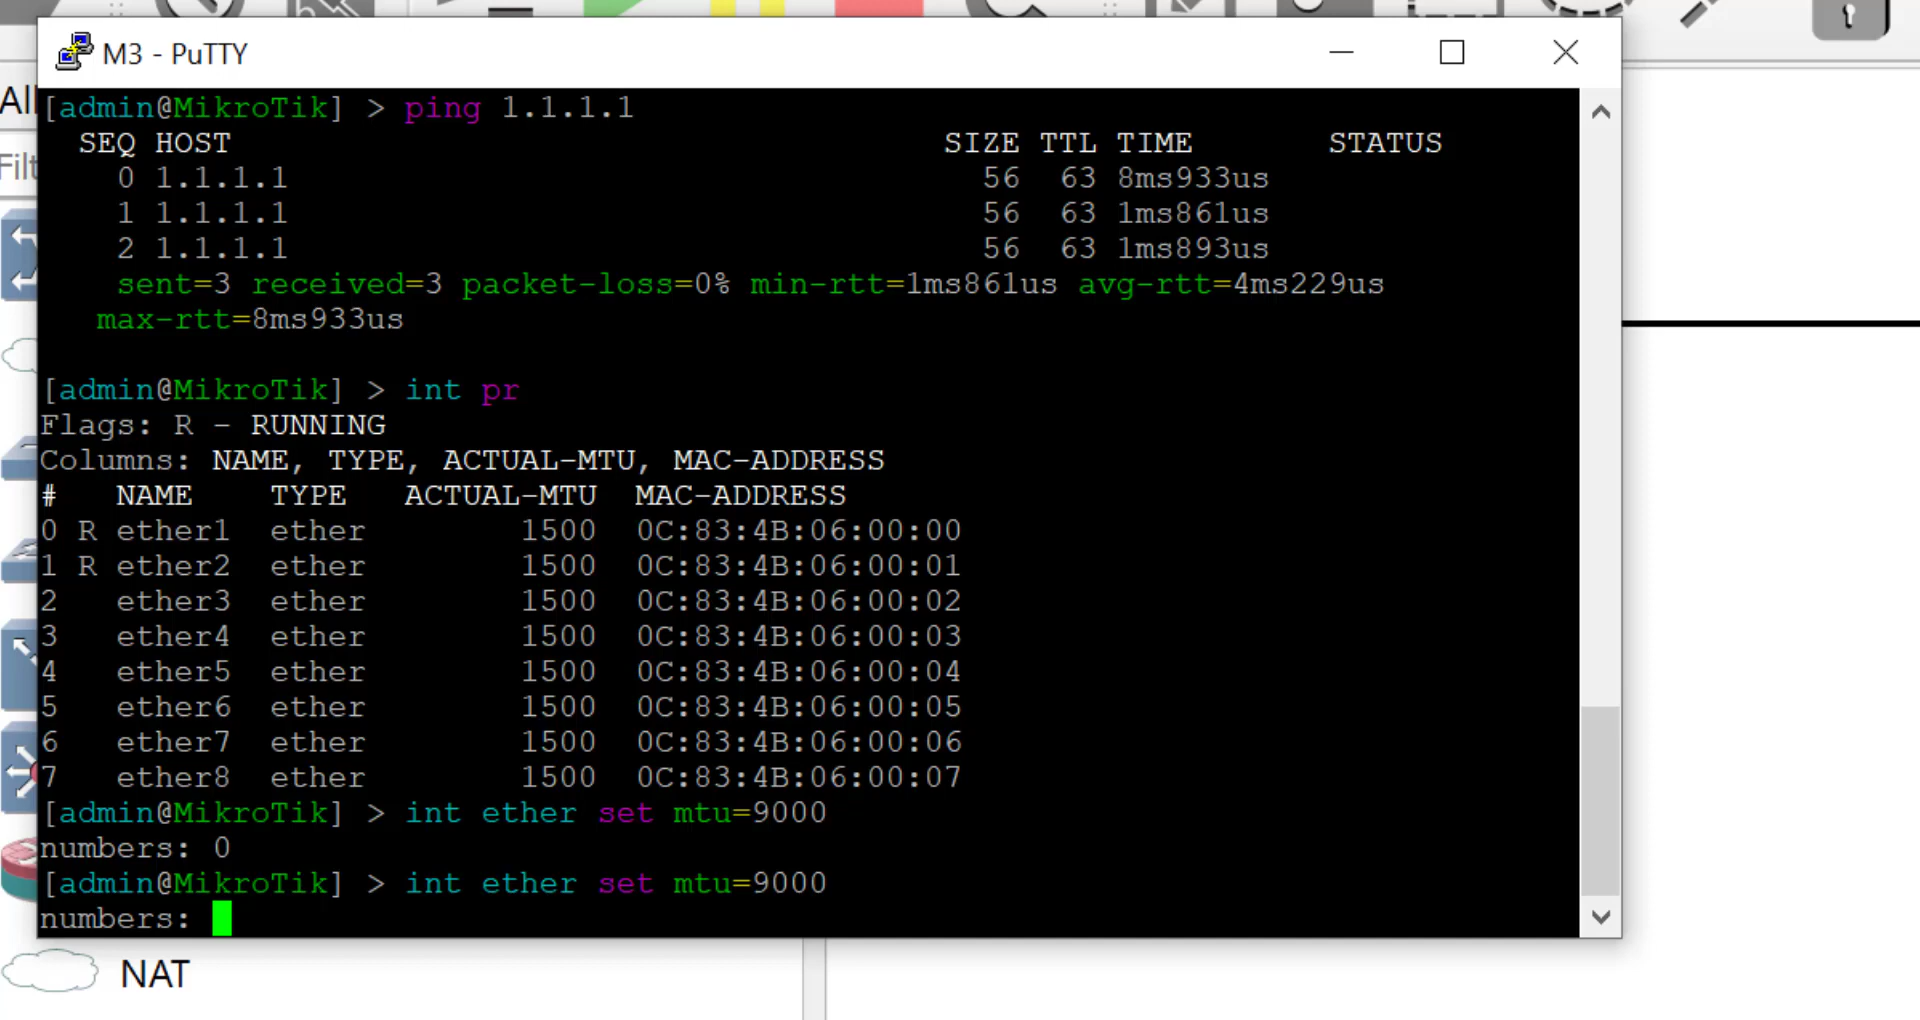 M3 - PuTTY
All
Filt
[admin@MikroTik] > ping 1.1.1.1
SEQ HOST SIZE TTL TIME STATUS
0 1.1.1.1 56 63 8ms933us
1 1.1.1.1 56 63 1ms861us
2 1.1.1.1 56 63 1ms893us
sent=3 received=3 packet-loss=0% min-rtt=1ms861us avg-rtt=4ms229us
max-rtt=8ms933us
[admin@MikroTik] > int pr
Flags: R - RUNNING
Columns: NAME, TYPE, ACTUAL-MTU, MAC-ADDRESS
# NAME TYPE ACTUAL-MTU MAC-ADDRESS
0 R ether1 ether 1500 0C:83:4B:06:00:00
1 R ether2 ether 1500 0C:83:4B:06:00:01
2 ether3 ether 1500 0C:83:4B:06:00:02
3 ether4 ether 1500 0C:83:4B:06:00:03
4 ether5 ether 1500 0C:83:4B:06:00:04
5 ether6 ether 1500 0C:83:4B:06:00:05
6 ether7 ether 1500 0C:83:4B:06:00:06
7 ether8 ether 1500 0C:83:4B:06:00:07
[admin@MikroTik] > int ether set mtu=9000
numbers: 0
[admin@MikroTik] > int ether set mtu=9000
numbers:
NAT